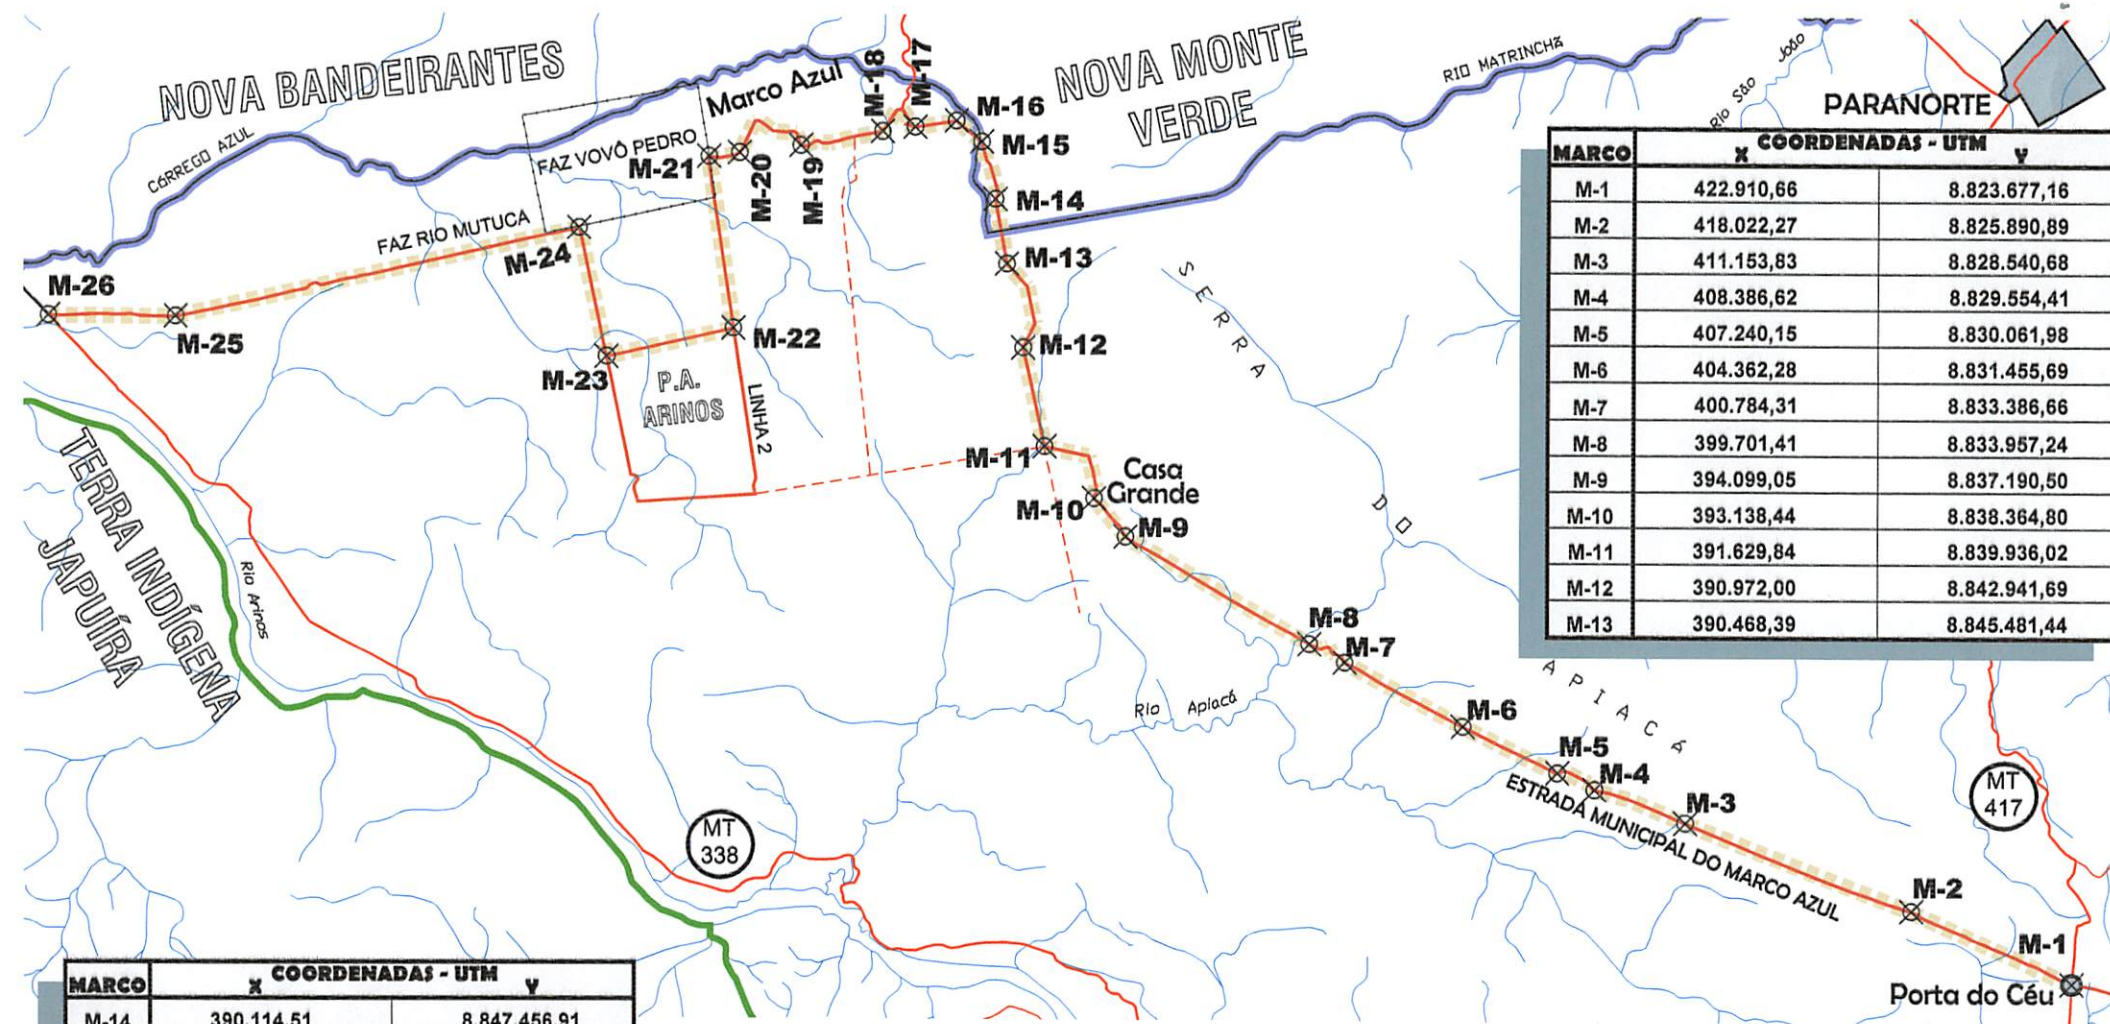 NOVA BANDEIRANTES
CÓRREGO AZUL
FAZ VOVÔ PEDRO
Marco Azul
M-18
M-17
NOVA MONTE
VERDE
RIO MATRINCHÃ
Rio São João
PARANORTE
M-16
M-15
M-14
M-13
M-12
M-11
M-10
M-9
M-21
M-20
M-19
FAZ RIO MUTUCA
M-24
M-26
M-25
M-22
M-23
P.A.
ARINOS
LINHA 2
Casa
Grande
SERRA
DO
APIACÁ
TERRA INDÍGENA
JAPUÍRA
Rio Arinos
Rio Apiacá
M-8
M-7
M-6
M-5
M-4
M-3
M-2
M-1
ESTRADA MUNICIPAL DO MARCO AZUL
Porta do Céu
MT
338
MT
417
MARCO COORDENADAS - UTM
X Y
M-1 422.910,66 8.823.677,16
M-2 418.022,27 8.825.890,89
M-3 411.153,83 8.828.540,68
M-4 408.386,62 8.829.554,41
M-5 407.240,15 8.830.061,98
M-6 404.362,28 8.831.455,69
M-7 400.784,31 8.833.386,66
M-8 399.701,41 8.833.957,24
M-9 394.099,05 8.837.190,50
M-10 393.138,44 8.838.364,80
M-11 391.629,84 8.839.936,02
M-12 390.972,00 8.842.941,69
M-13 390.468,39 8.845.481,44
MARCO COORDENADAS - UTM
X Y
M-14 390.114,51 8.847.456,91